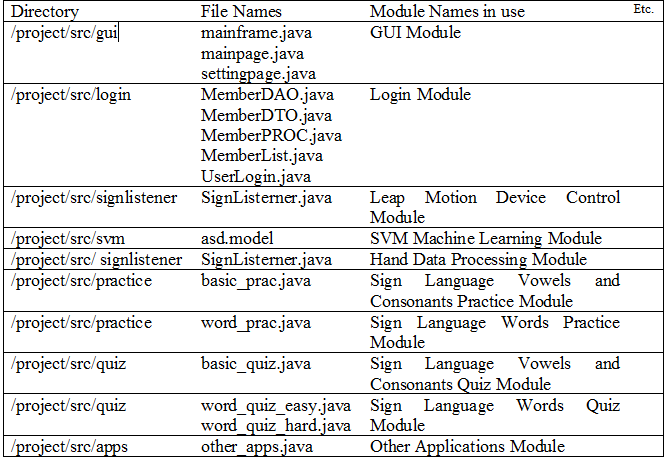 Directory File Names Module Names in use Etc.
/project/src/gui mainframe.java GUI Module
mainpage.java
settingpage.java
/project/src/login MemberDAO.java Login Module
MemberDTO.java
MemberPROC.java
MemberList.java
UserLogin.java
/project/src/signlistener SignListerner.java Leap Motion Device Control
Module
/project/src/svm asd.model SVM Machine Learning Module
/project/src/ signlistener SignListerner.java Hand Data Processing Module
/project/src/practice basic_prac.java Sign Language Vowels and
Consonants Practice Module
/project/src/practice word_prac.java Sign Language Words Practice
Module
/project/src/quiz basic_quiz.java Sign Language Vowels and
Consonants Quiz Module
/project/src/quiz word_quiz_easy.java Sign Language Words Quiz
word_quiz_hard.java Module
/project/src/apps other_apps.java Other Applications Module